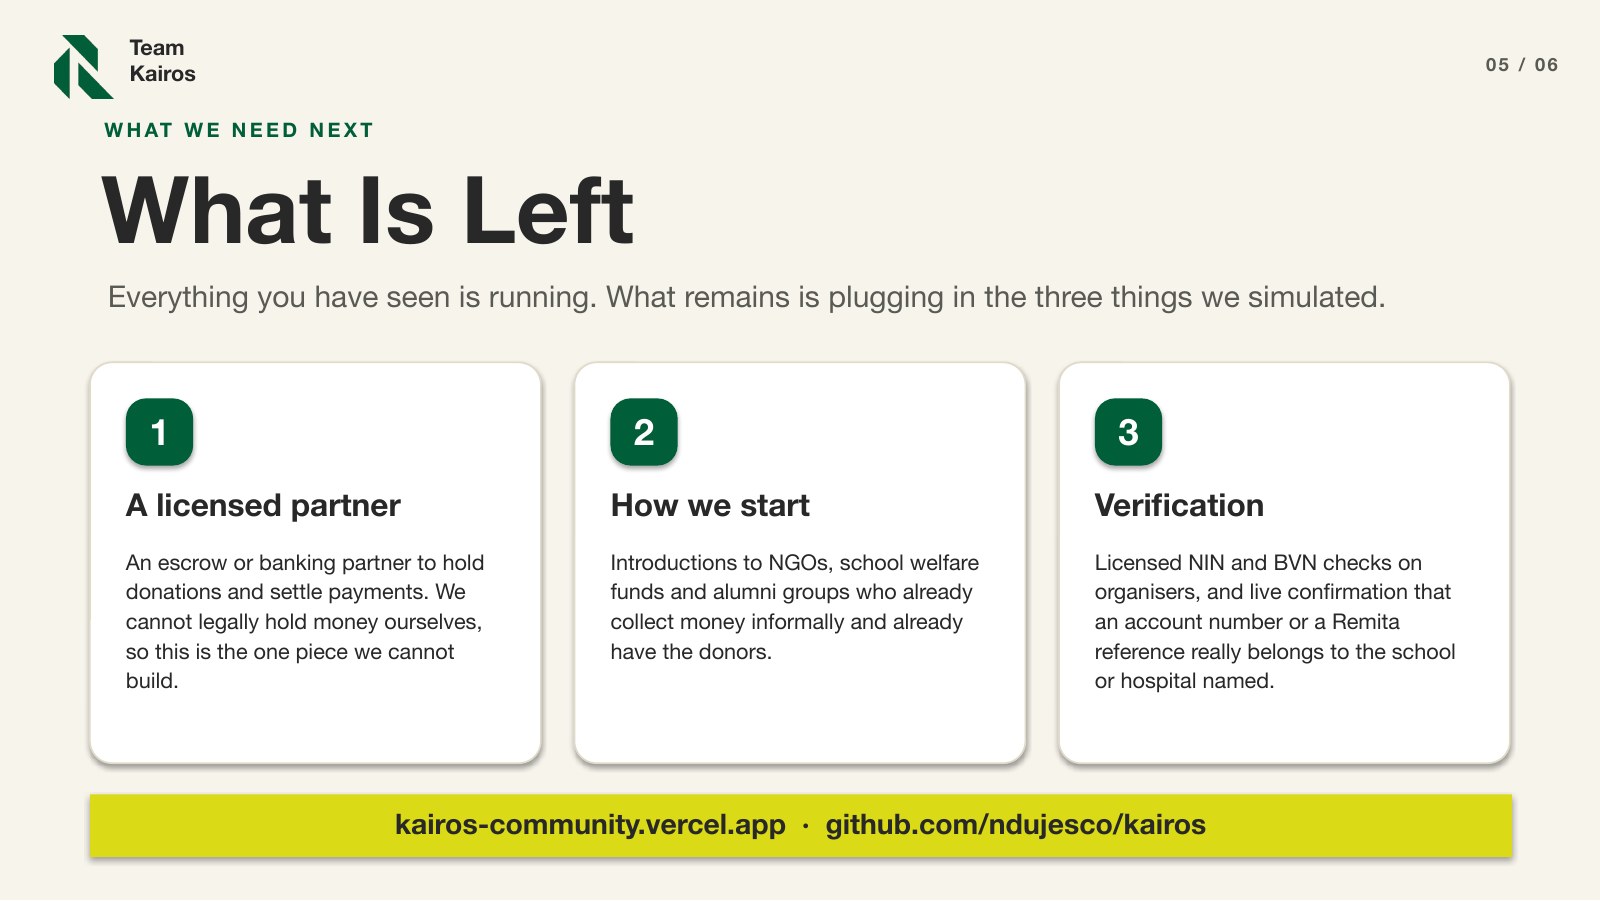 Team
Kairos
05 / 06
WHAT WE NEED NEXT
What Is Left
Everything you have seen is running. What remains is plugging in the three things we simulated.
1
A licensed partner
An escrow or banking partner to hold
donations and settle payments. We
cannot legally hold money ourselves,
so this is the one piece we cannot
build.
2
How we start
Introductions to NGOs, school welfare
funds and alumni groups who already
collect money informally and already
have the donors.
3
Verification
Licensed NIN and BVN checks on
organisers, and live confirmation that
an account number or a Remita
reference really belongs to the school
or hospital named.
kairos-community.vercel.app · github.com/ndujesco/kairos